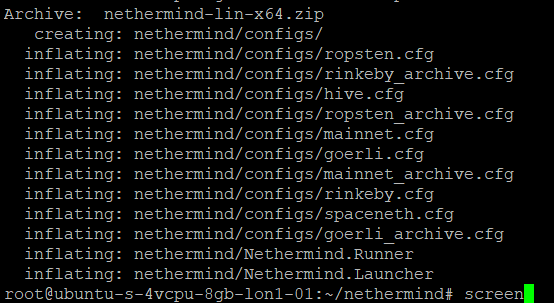 Archive:  nethermind-lin-x64.zip
   creating: nethermind/configs/
  inflating: nethermind/configs/ropsten.cfg
  inflating: nethermind/configs/rinkeby_archive.cfg
  inflating: nethermind/configs/hive.cfg
  inflating: nethermind/configs/ropsten_archive.cfg
  inflating: nethermind/configs/mainnet.cfg
  inflating: nethermind/configs/goerli.cfg
  inflating: nethermind/configs/mainnet_archive.cfg
  inflating: nethermind/configs/rinkeby.cfg
  inflating: nethermind/configs/spaceneth.cfg
  inflating: nethermind/configs/goerli_archive.cfg
  inflating: nethermind/Nethermind.Runner
  inflating: nethermind/Nethermind.Launcher
root@ubuntu-s-4vcpu-8gb-lon1-01:~/nethermind# screen